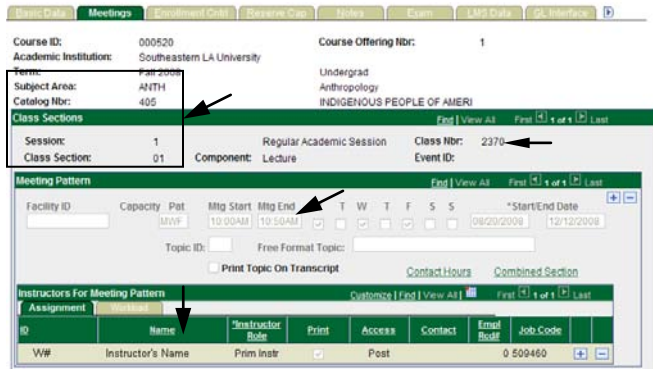 Basic Data Meetings Enrollment Cntrl Reserve Cap Notes Exam LMS Data GL Interface
Course ID: 000520 Course Offering Nbr: 1
Academic Institution: Southeastern LA University
Term: Fall 2008 Undergrad
Subject Area: ANTH Anthropology
Catalog Nbr: 405 INDIGENOUS PEOPLE OF AMERI
Class Sections Find | View All First 1 of 1 Last
Session: 1 Regular Academic Session Class Nbr: 2370
Class Section: 01 Component: Lecture Event ID:
Meeting Pattern Find | View All First 1 of 1 Last
Facility ID Capacity Pat Mtg Start Mtg End T W T F S S *Start/End Date
MWF 10:00AM 10:50AM 08/20/2008 12/12/2008
Topic ID: Free Format Topic:
Print Topic On Transcript Contact Hours Combined Section
Instructors For Meeting Pattern Customize | Find | View All | First 1 of 1 Last
Assignment Workload
ID Name *Instructor Role Print Access Contact Empl Rcd# Job Code
W# Instructor's Name Prim Instr Post 0 509460